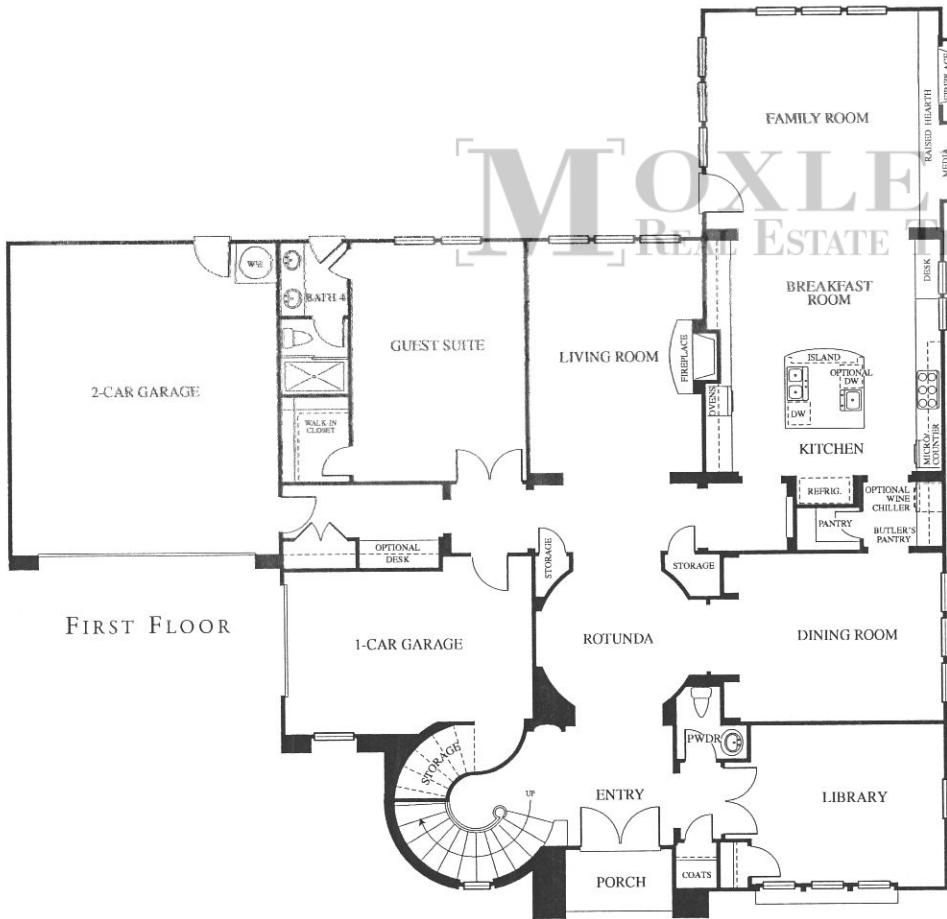 FAMILY ROOM
RAISED HEARTH
[MOXLE
REAL ESTATE T
W/H
BATH 4
BREAKFAST
ROOM
DESK
GUEST SUITE
LIVING ROOM
FIREPLACE
ISLAND
OPTIONAL
DW
2-CAR GARAGE
OVENS
DW
WALK-IN
CLOSET
KITCHEN
MICRO/
COUNTER
REFRIG.
OPTIONAL
WINE
CHILLER
PANTRY
BUTLER'S
PANTRY
OPTIONAL
DESK
STORAGE
STORAGE
FIRST FLOOR
1-CAR GARAGE
ROTUNDA
DINING ROOM
PWDR
STORAGE
UP
ENTRY
LIBRARY
COATS
PORCH